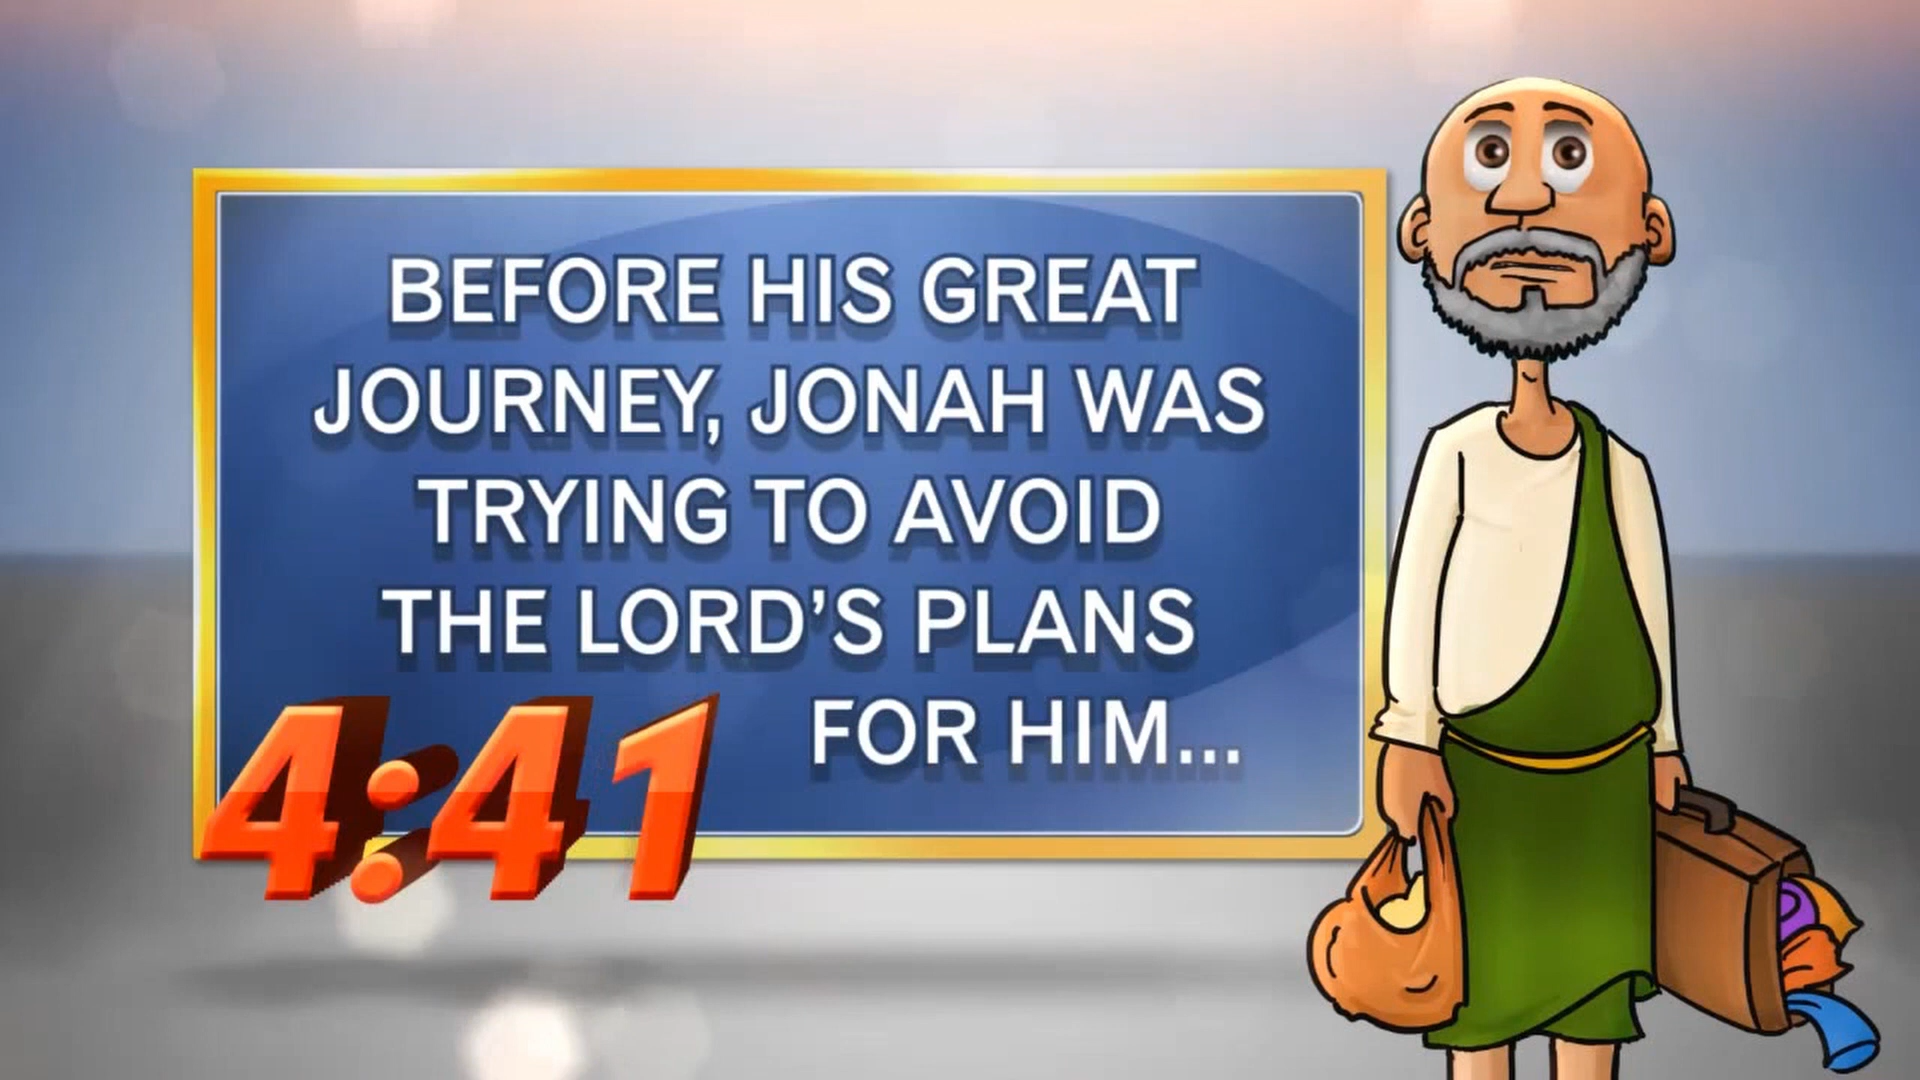 BEFORE HIS GREAT
JOURNEY, JONAH WAS
TRYING TO AVOID
THE LORD’S PLANS
FOR HIM...
4:41